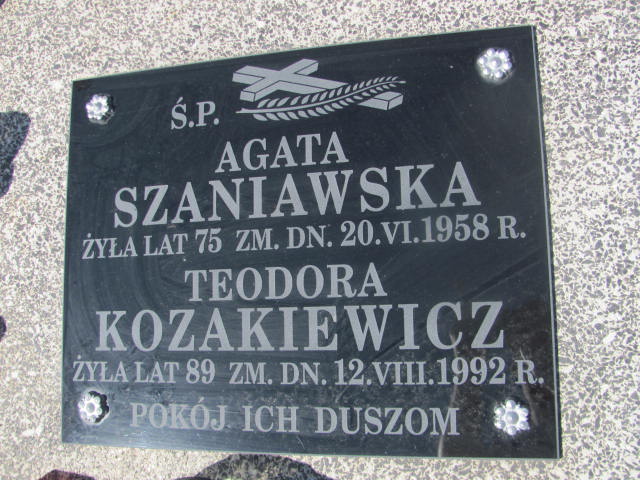 Ś.P.
AGATA
SZANIAWSKA
ŻYŁA LAT 75 ZM. DN. 20.VI.1958 R.
TEODORA
KOZAKIEWICZ
ŻYŁA LAT 89 ZM. DN. 12.VIII.1992 R.
POKÓJ ICH DUSZOM